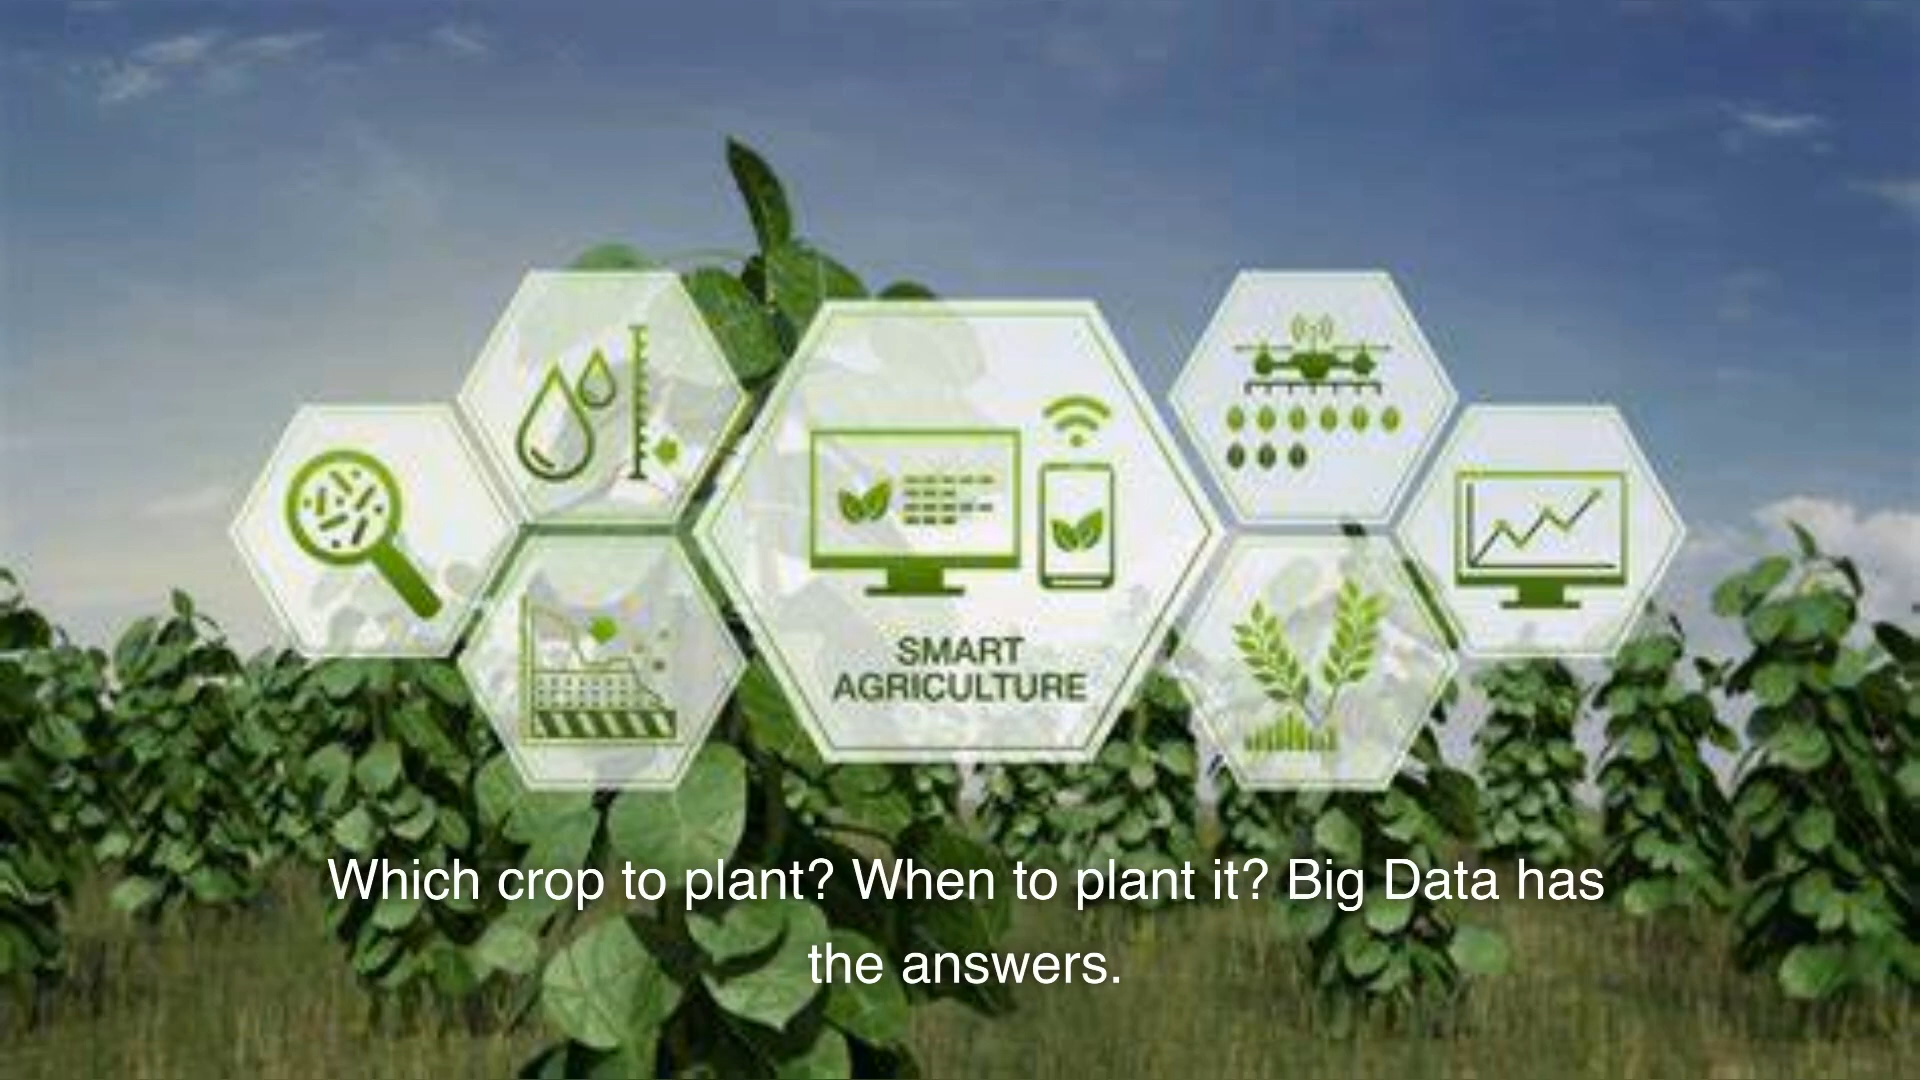 SMART
AGRICULTURE
Which crop to plant? When to plant it? Big Data has
the answers.